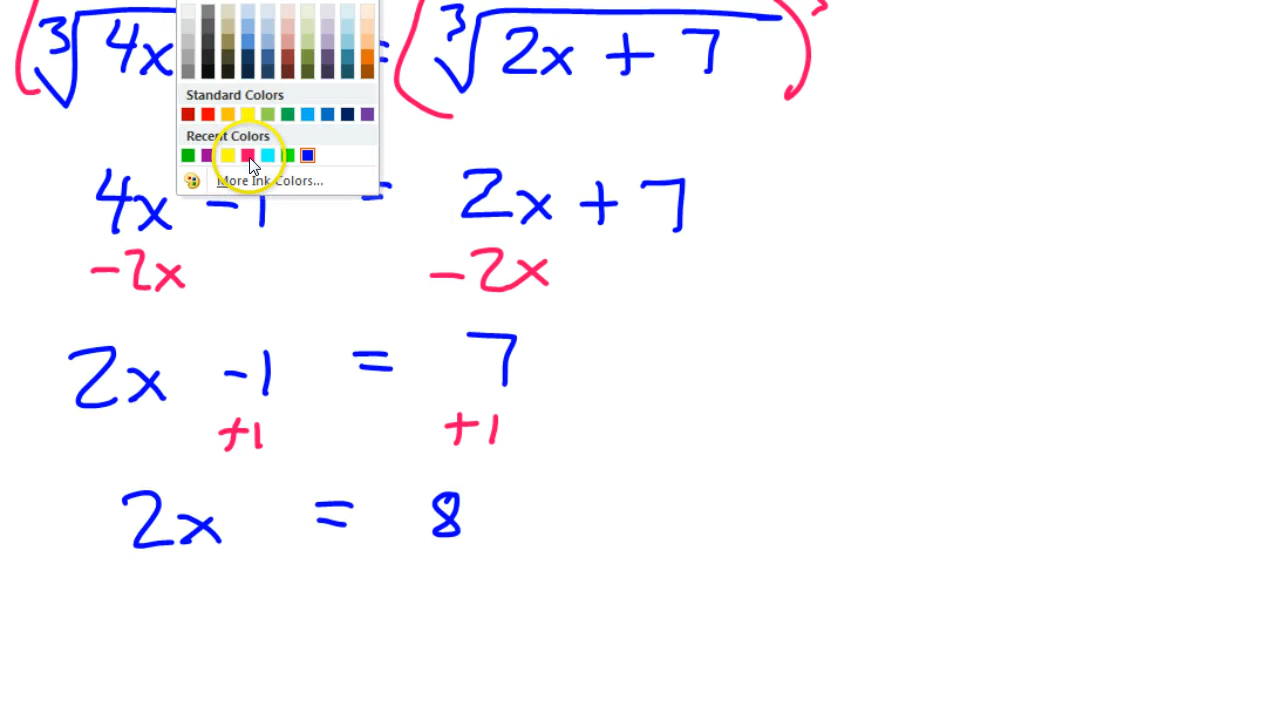 (∛4x = (∛2x + 7)³
Standard Colors
Recent Colors
More Ink Colors...
4x - 1 = 2x + 7
-2x -2x
2x - 1 = 7
+1 +1
2x = 8